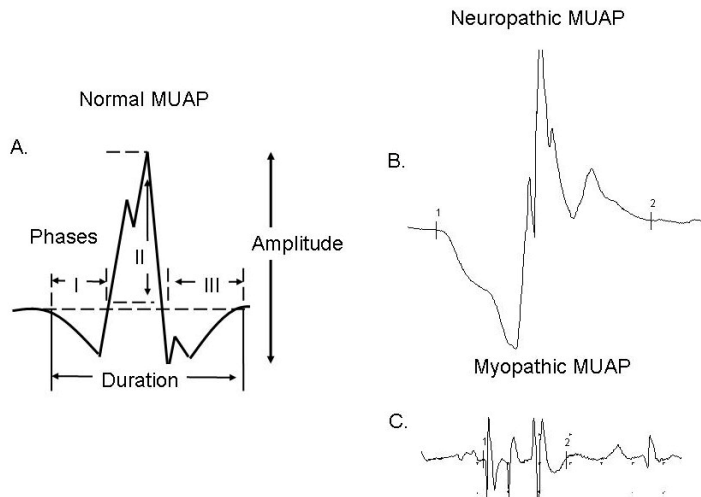 Normal MUAP
A.
Phases
I
II
III
Amplitude
Duration
Neuropathic MUAP
B.
1
2
Myopathic MUAP
C.
1
2